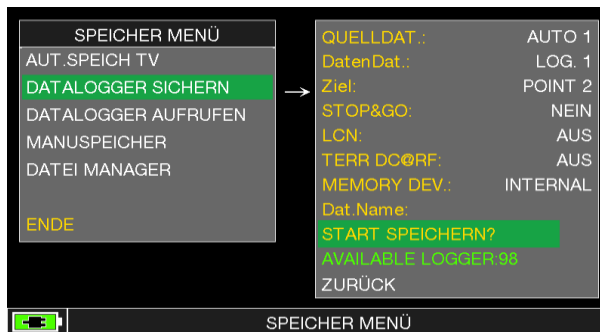 SPEICHER MENÜ
AUT.SPEICH TV
DATALOGGER SICHERN
DATALOGGER AUFRUFEN
MANUSPEICHER
DATEI MANAGER
ENDE
→
QUELLDAT.: AUTO 1
DatenDat.: LOG. 1
Ziel: POINT 2
STOP&GO: NEIN
LCN: AUS
TERR DC@RF: AUS
MEMORY DEV.: INTERNAL
Dat.Name:
START SPEICHERN?
AVAILABLE LOGGER:98
ZURÜCK
SPEICHER MENÜ